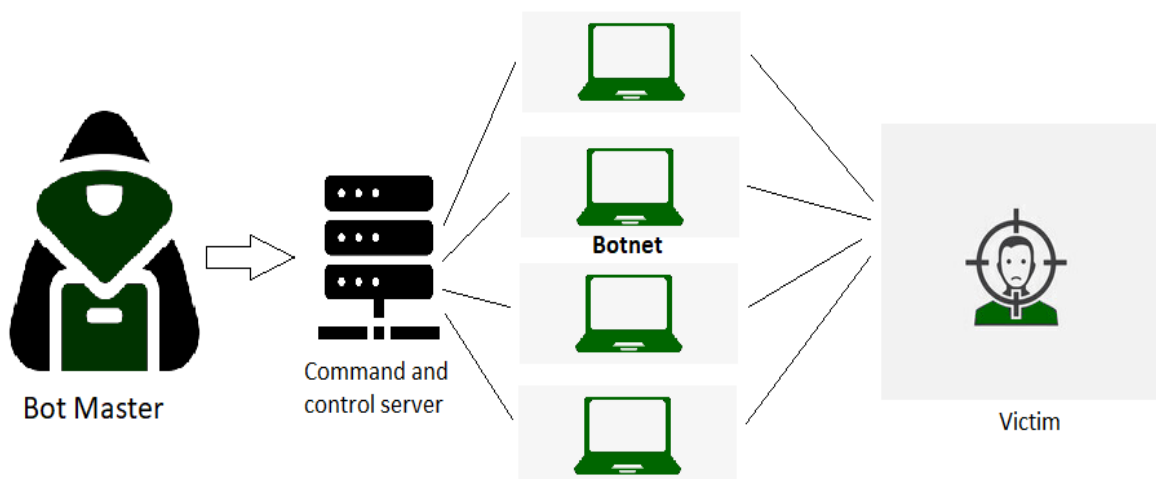 Bot Master
Command and
control server
Botnet
Victim